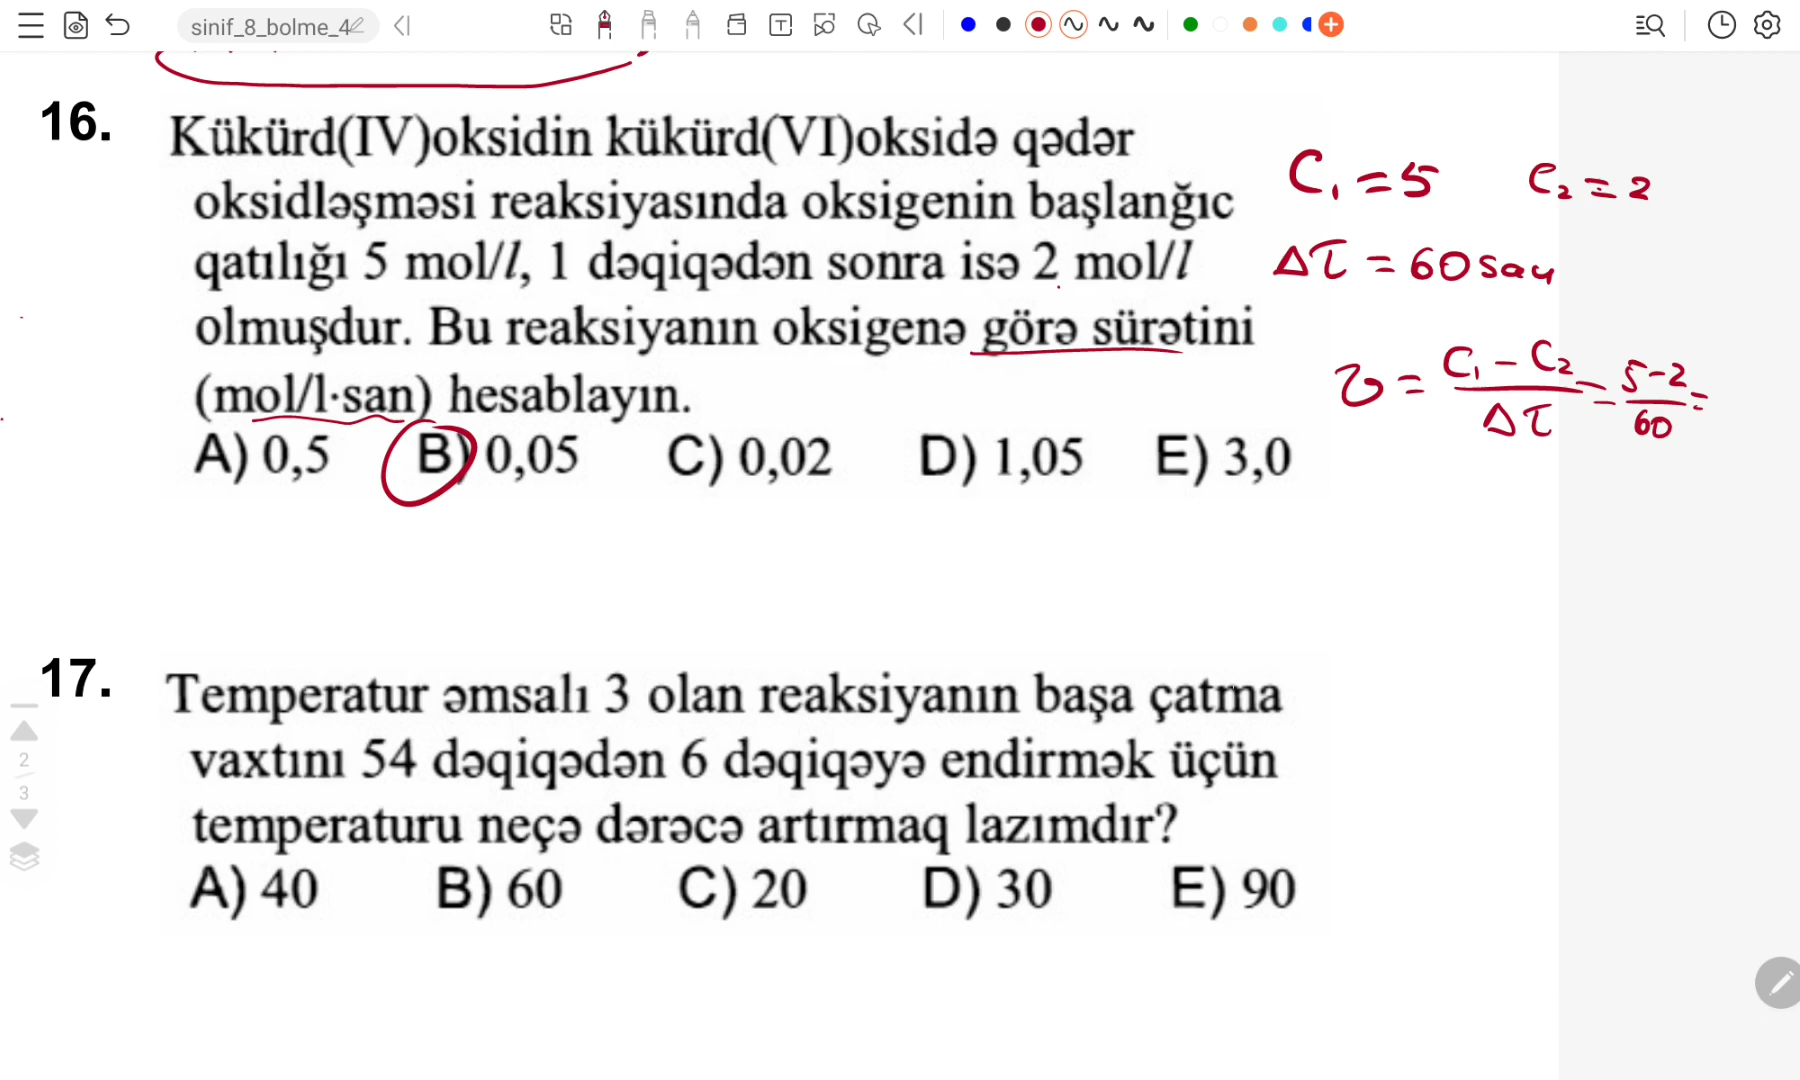 sinif_8_bolme_4
16. Kükürd(IV)oksidin kükürd(VI)oksidə qədər
oksidləşməsi reaksiyasında oksigenin başlanğıc
qatılığı 5 mol/l, 1 dəqiqədən sonra isə 2 mol/l
olmuşdur. Bu reaksiyanın oksigenə görə sürətini
(mol/l·san) hesablayın.
A) 0,5 B) 0,05 C) 0,02 D) 1,05 E) 3,0
C₁ = 5 C₂ = 2
Δτ = 60 san
υ = (C₁ − C₂)/Δτ = (5−2)/60 =
17. Temperatur əmsalı 3 olan reaksiyanın başa çatma
vaxtını 54 dəqiqədən 6 dəqiqəyə endirmək üçün
temperaturu neçə dərəcə artırmaq lazımdır?
A) 40 B) 60 C) 20 D) 30 E) 90
2
3